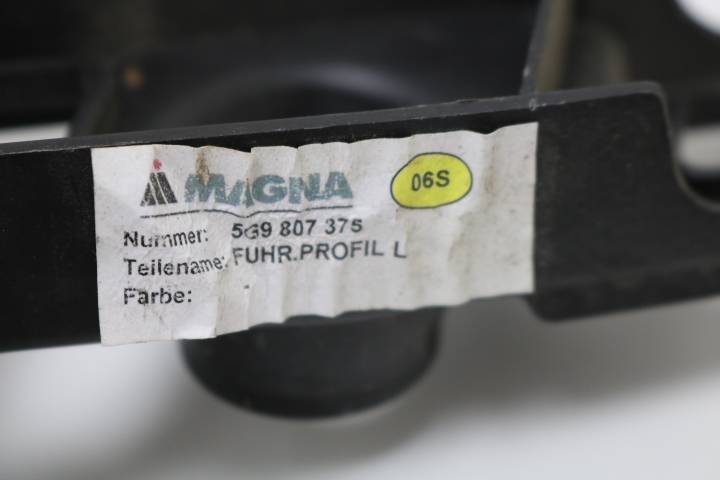 MAGNA
06S
Nummer: 5G9 807 375
Teilename: FUHR.PROFIL L
Farbe: